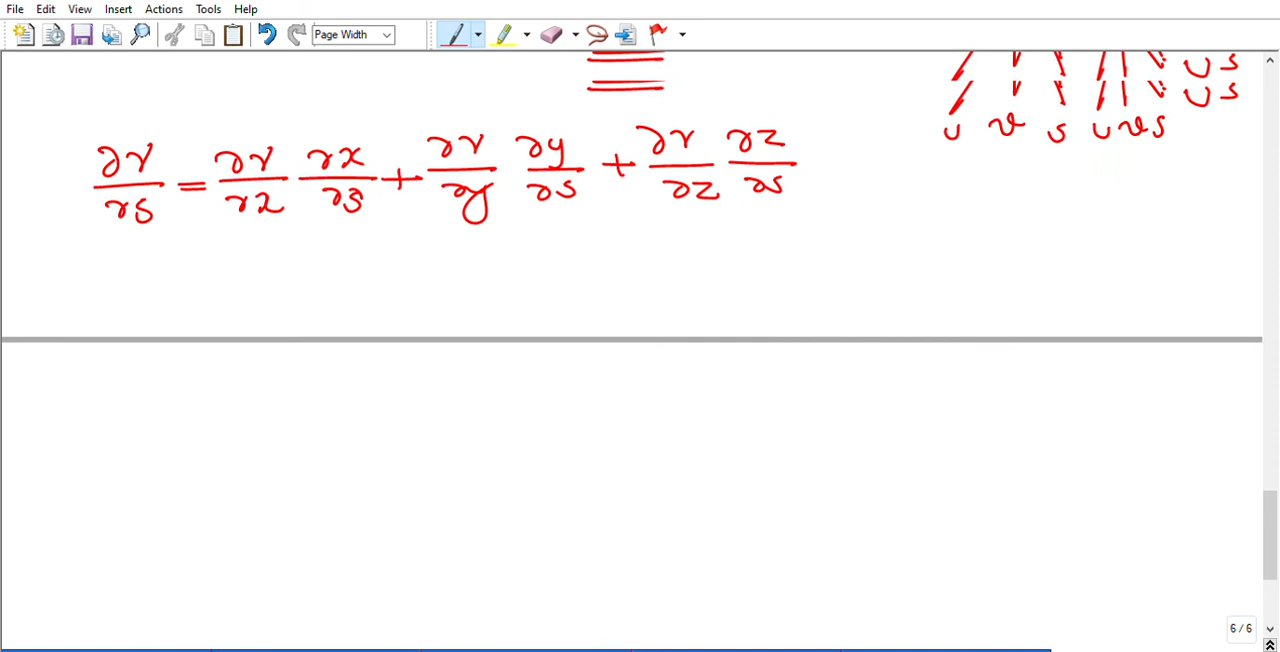 File Edit View Insert Actions Tools Help
Page Width
U S
U S
U v S U v S
∂r/∂s = ∂r/∂x ∂x/∂s + ∂r/∂y ∂y/∂s + ∂r/∂z ∂z/∂s
6 / 6